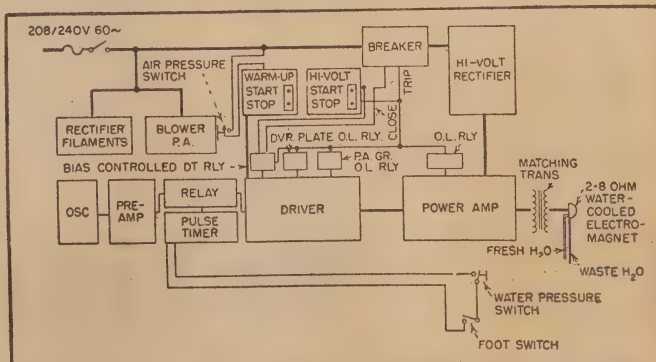 208/240V 60~
AIR PRESSURE
SWITCH
BREAKER
HI-VOLT
RECTIFIER
WARM-UP
START
STOP
HI-VOLT
START
STOP
TRIP
CLOSE
RECTIFIER
FILAMENTS
BLOWER
P.A.
DVR. PLATE O.L. RLY.
O.L. RLY
BIAS CONTROLLED DT RLY
P.A. GR.
O L RLY
MATCHING
TRANS
2-8 OHM
WATER-
COOLED
ELECTRO-
MAGNET
OSC
PRE-
AMP
RELAY
PULSE
TIMER
DRIVER
POWER AMP
FRESH H2O
WASTE H2O
WATER PRESSURE
SWITCH
FOOT SWITCH